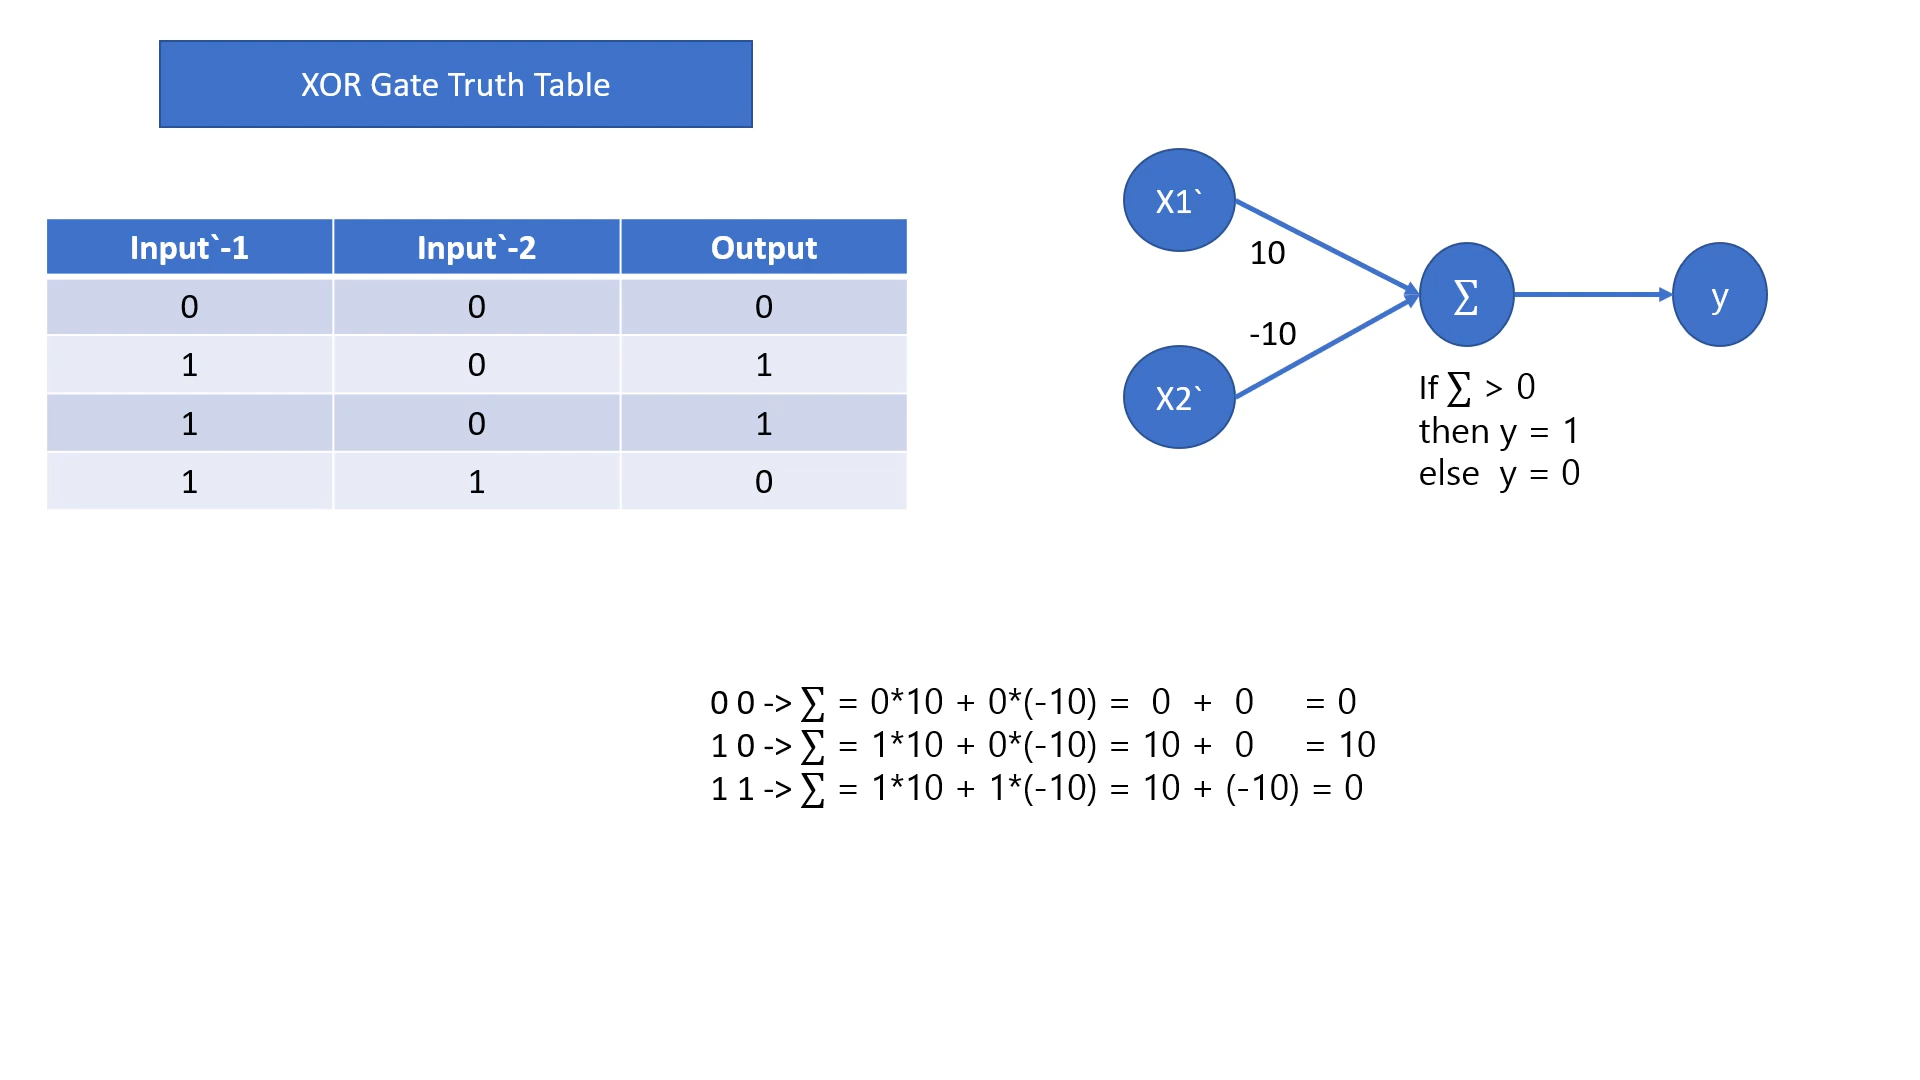 XOR Gate Truth Table
Input`-1 Input`-2 Output
0 0 0
1 0 1
1 0 1
1 1 0
X1`
10
-10
X2`
∑
y
If ∑ > 0
then y = 1
else y = 0
0 0 -> ∑ = 0*10 + 0*(-10) = 0 + 0 = 0
1 0 -> ∑ = 1*10 + 0*(-10) = 10 + 0 = 10
1 1 -> ∑ = 1*10 + 1*(-10) = 10 + (-10) = 0